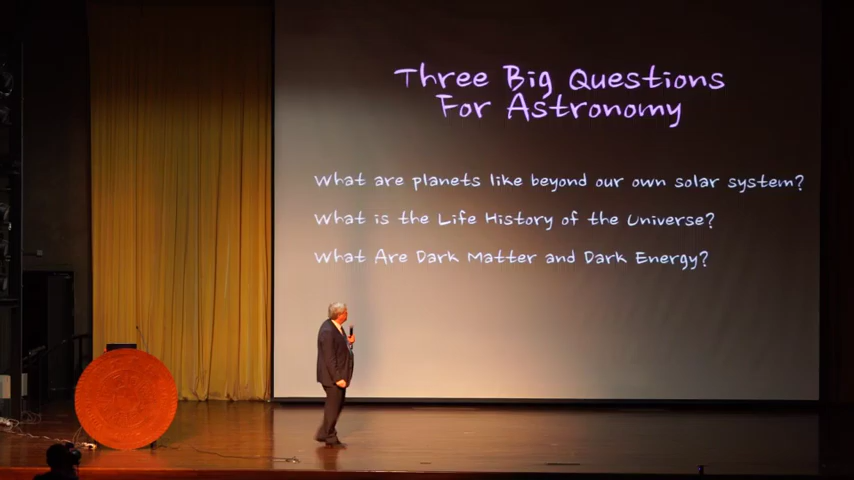 Three Big Questions
For Astronomy
What are planets like beyond our own solar system?
What is the Life History of the Universe?
What Are Dark Matter and Dark Energy?